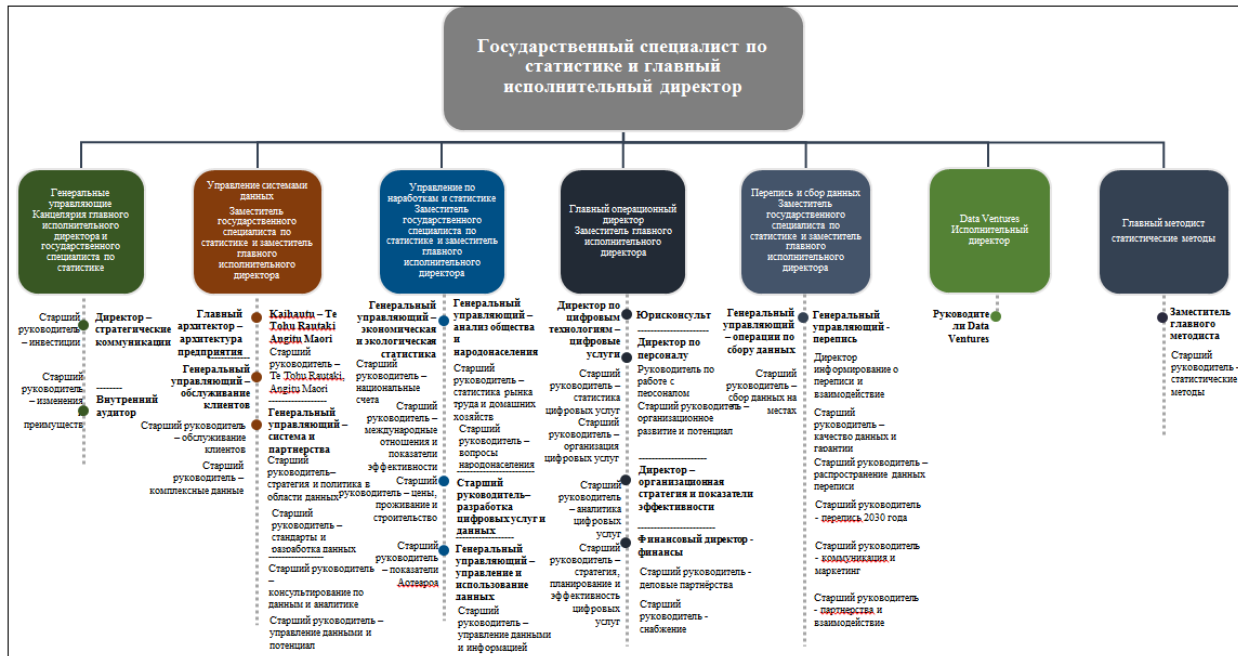 Государственный специалист по
статистике и главный
исполнительный директор
Генеральные
управляющие
Канцелярия главного
исполнительного
директора и
государственного
специалиста по
статистике
Старший
руководитель
– инвестиции
Старший
руководитель
– изменения
преимуществ
Директор –
стратегические
коммуникации
--------
Внутренний
аудитор
Управление системами
данных
Заместитель
государственного
специалиста по
статистике и заместитель
главного
исполнительного
директора
Главный
архитектор –
архитектура
предприятия
Генеральный
управляющий –
обслуживание
клиентов
Старший руководитель
– обслуживание
клиентов
Старший
руководитель
– комплексные данные
Kaihautu – Te
Tohu Rautaki
Angitu Maori
Старший
руководитель –
Te Tohu Rautaki,
Angitu Maori
--------------------
Генеральный
управляющий –
система и
партнерства
Старший
руководитель–
стратегия и политика в
области данных
Старший
руководитель –
стандарты и
разработка данных
--------------------
Старший руководитель
–
консультирование по
данным и аналитике
Старший руководитель –
управление данными и
потенциал
Управление по
наработкам и статистике
Заместитель
государственного
специалиста по
статистике и заместитель
главного
исполнительного
директора
Генеральный
управляющий -
экономическая
и экологическая
статистика
Старший
руководитель –
национальные
счета
Старший
руководитель –
международные
отношения и
показатели
эффективности
Старший
руководитель – цены,
проживание и
строительство
Старший
руководитель
– показатели
Аотеароа
Генеральный
управляющий –
анализ общества
и
народонаселения
Старший
руководитель –
статистика рынка
труда и домашних
хозяйств
Старший
руководитель –
вопросы
народонаселения
--------------------
Старший
руководитель–
разработка
цифровых услуг и
данных
--------------------
Генеральный
управляющий –
управление и
использование
данных
Старший
руководитель –
управление данными
и информацией
Главный операционный
директор
Заместитель главного
исполнительного
директора
Директор по
цифровым
технологиям –
цифровые
услуги
Старший
руководитель –
статистика
цифровых услуг
Старший
руководитель –
организация
цифровых услуг
Старший
руководитель –
аналитика
цифровых
услуг
Старший
руководитель –
стратегия,
планирование и
эффективность
цифровых
услуг
Юрисконсульт
--------------------
Директор по
персоналу
Руководитель по
работе с
персоналом
Старший руководитель –
организационное
развитие и потенциал
--------------------
Директор –
организационная
стратегия и показатели
эффективности
--------------------
Финансовый директор -
финансы
Старший руководитель -
деловые партнёрства
Старший
руководитель -
снабжение
Перепись и сбор данных
Заместитель
государственного
специалиста по
статистике и заместитель
главного
исполнительного
директора
Генеральный
управляющий
– операции по
сбору данных
Старший
руководитель –
сбор данных на
местах
Генеральный
управляющий -
перепись
Директор
информирование о
переписи и
взаимодействие
Старший
руководитель –
качество данных и
гарантии
Старший руководитель –
распространение данных
переписи
Старший руководитель
- перепись 2030 года
Старший руководитель
- коммуникация и
маркетинг
Старший руководитель
- партнерства и
взаимодействие
Data Ventures
Исполнительный
директор
Руководите
ли Data
Ventures
Главный методист
статистические методы
Заместитель
главного
методиста
Старший
руководитель -
статистические
методы